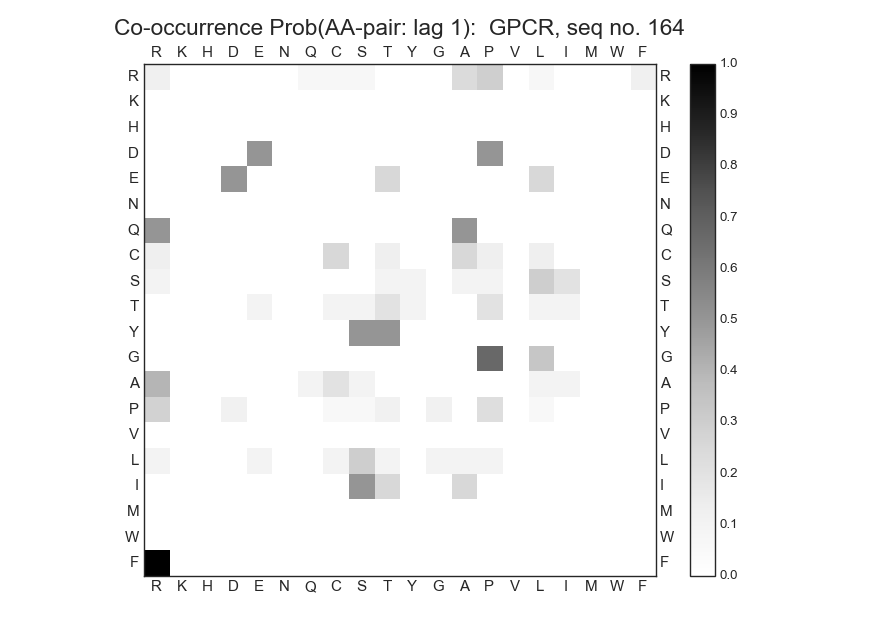 Co-occurrence Prob(AA-pair: lag 1):  GPCR, seq no. 164
R K H D E N Q C S T Y G A P V L I M W F
1.0
R R
K K
0.9
H H
D D
0.8
E E
N N
0.7
Q Q
C C
0.6
S S
T T
0.5
Y Y
G G
0.4
A A
P P
0.3
V V
L L
0.2
I I
M M
0.1
W W
F F
0.0
R K H D E N Q C S T Y G A P V L I M W F